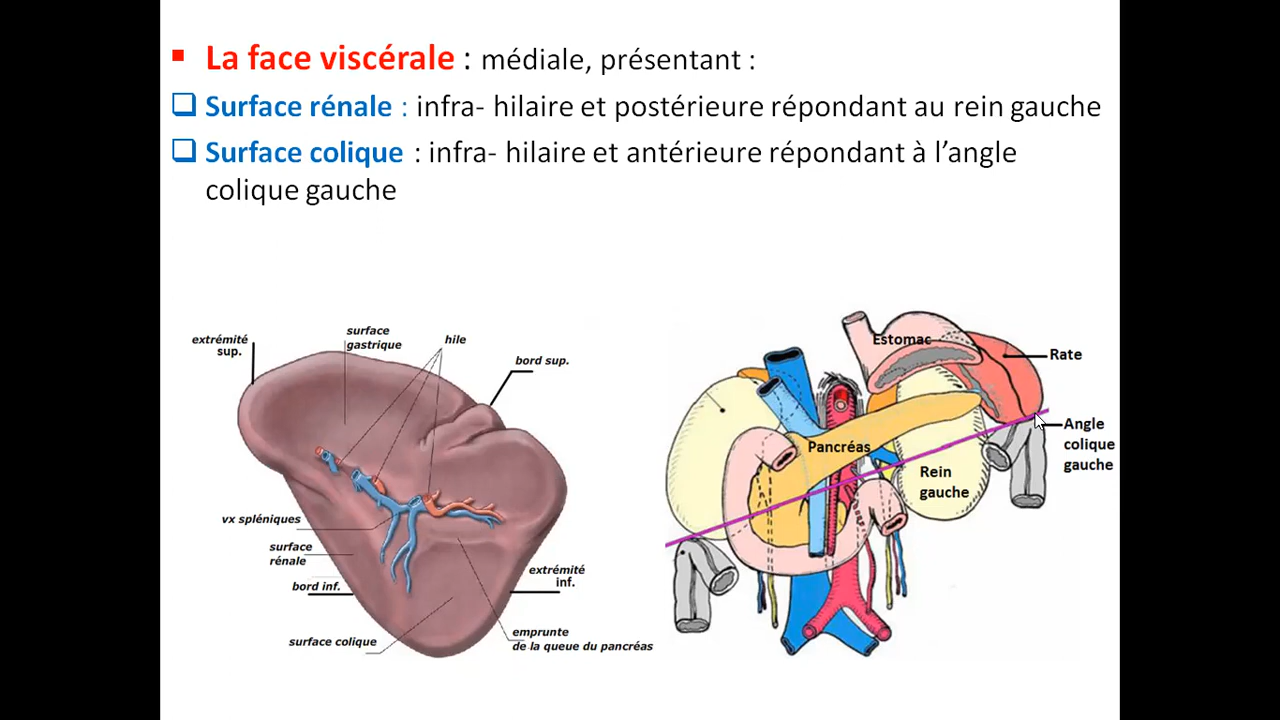 La face viscérale : médiale, présentant :
Surface rénale : infra- hilaire et postérieure répondant au rein gauche
Surface colique : infra- hilaire et antérieure répondant à l’angle
colique gauche
extrémité
sup.
surface
gastrique
hile
bord sup.
vx spléniques
surface
rénale
bord inf.
surface colique
extrémité
inf.
emprunte
de la queue du pancréas
Estomac
Rate
Angle
colique
gauche
Pancréas
Rein
gauche